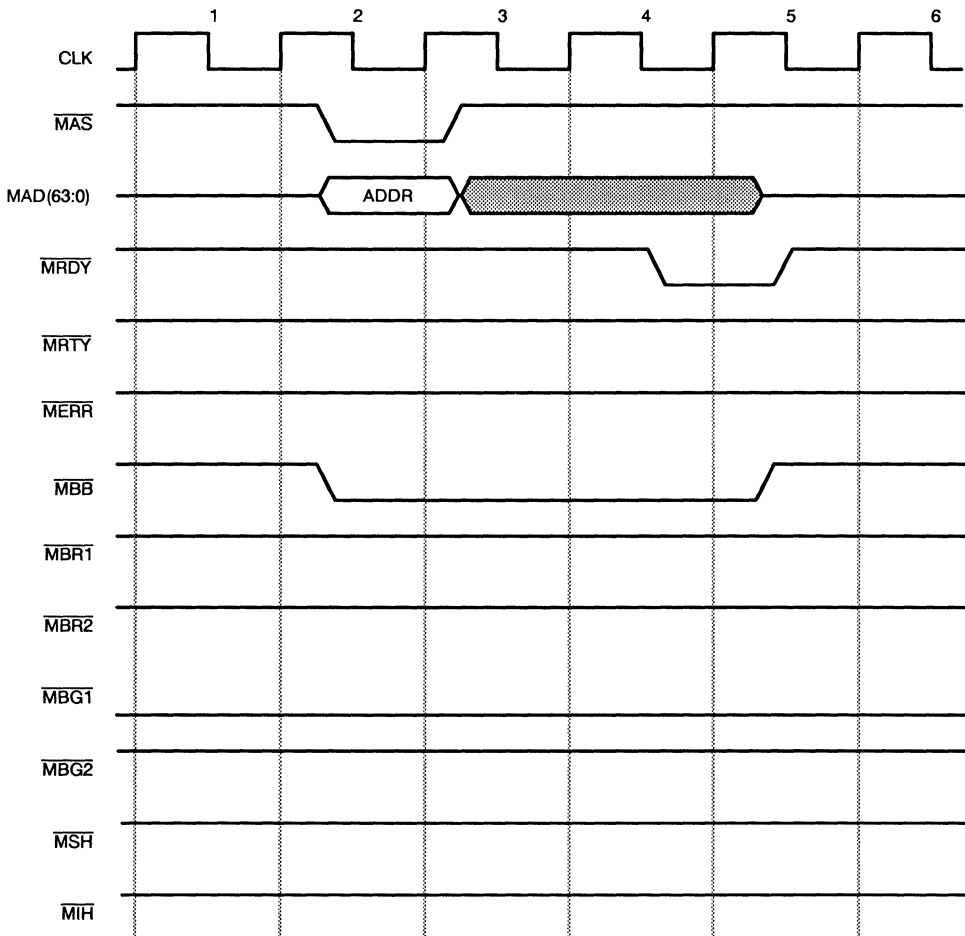 1 2 3 4 5 6
CLK
MAS
MAD(63:0)
ADDR
MRDY
MRTY
MERR
MBB
MBR1
MBR2
MBG1
MBG2
MSH
MIH